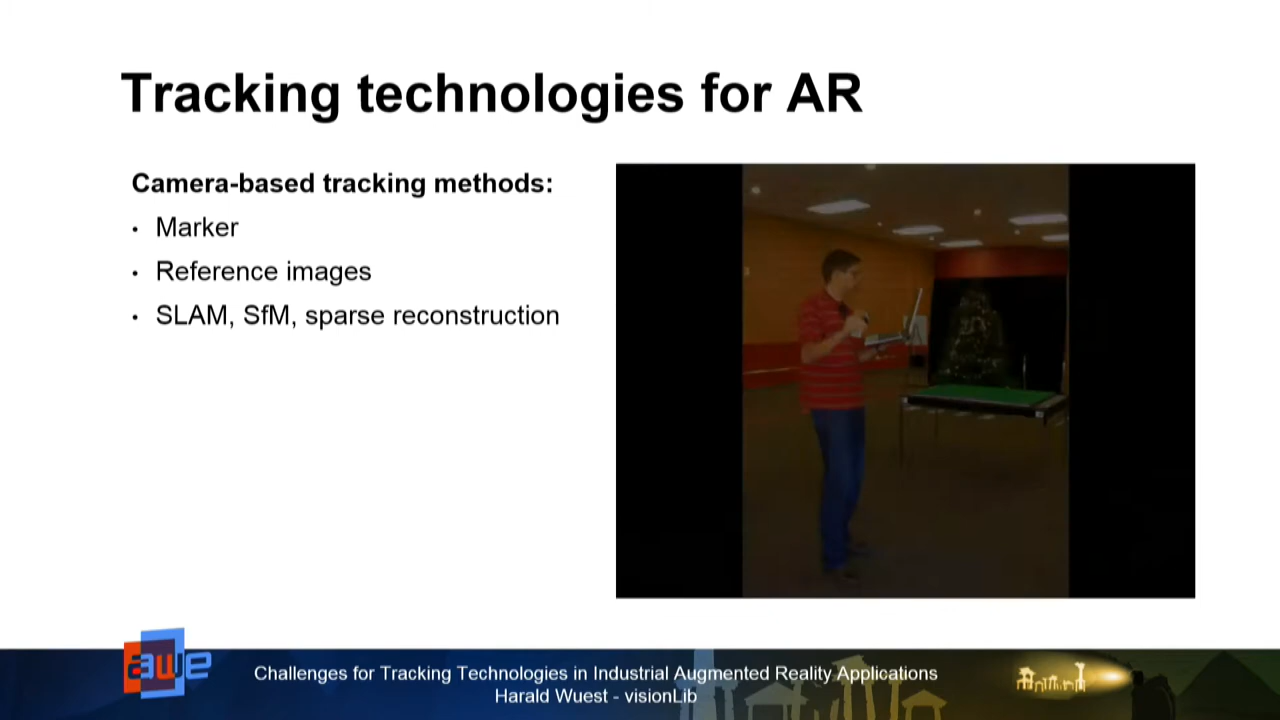 Tracking technologies for AR
Camera-based tracking methods:
• Marker
• Reference images
• SLAM, SfM, sparse reconstruction
awe
Challenges for Tracking Technologies in Industrial Augmented Reality Applications
Harald Wuest - visionLib